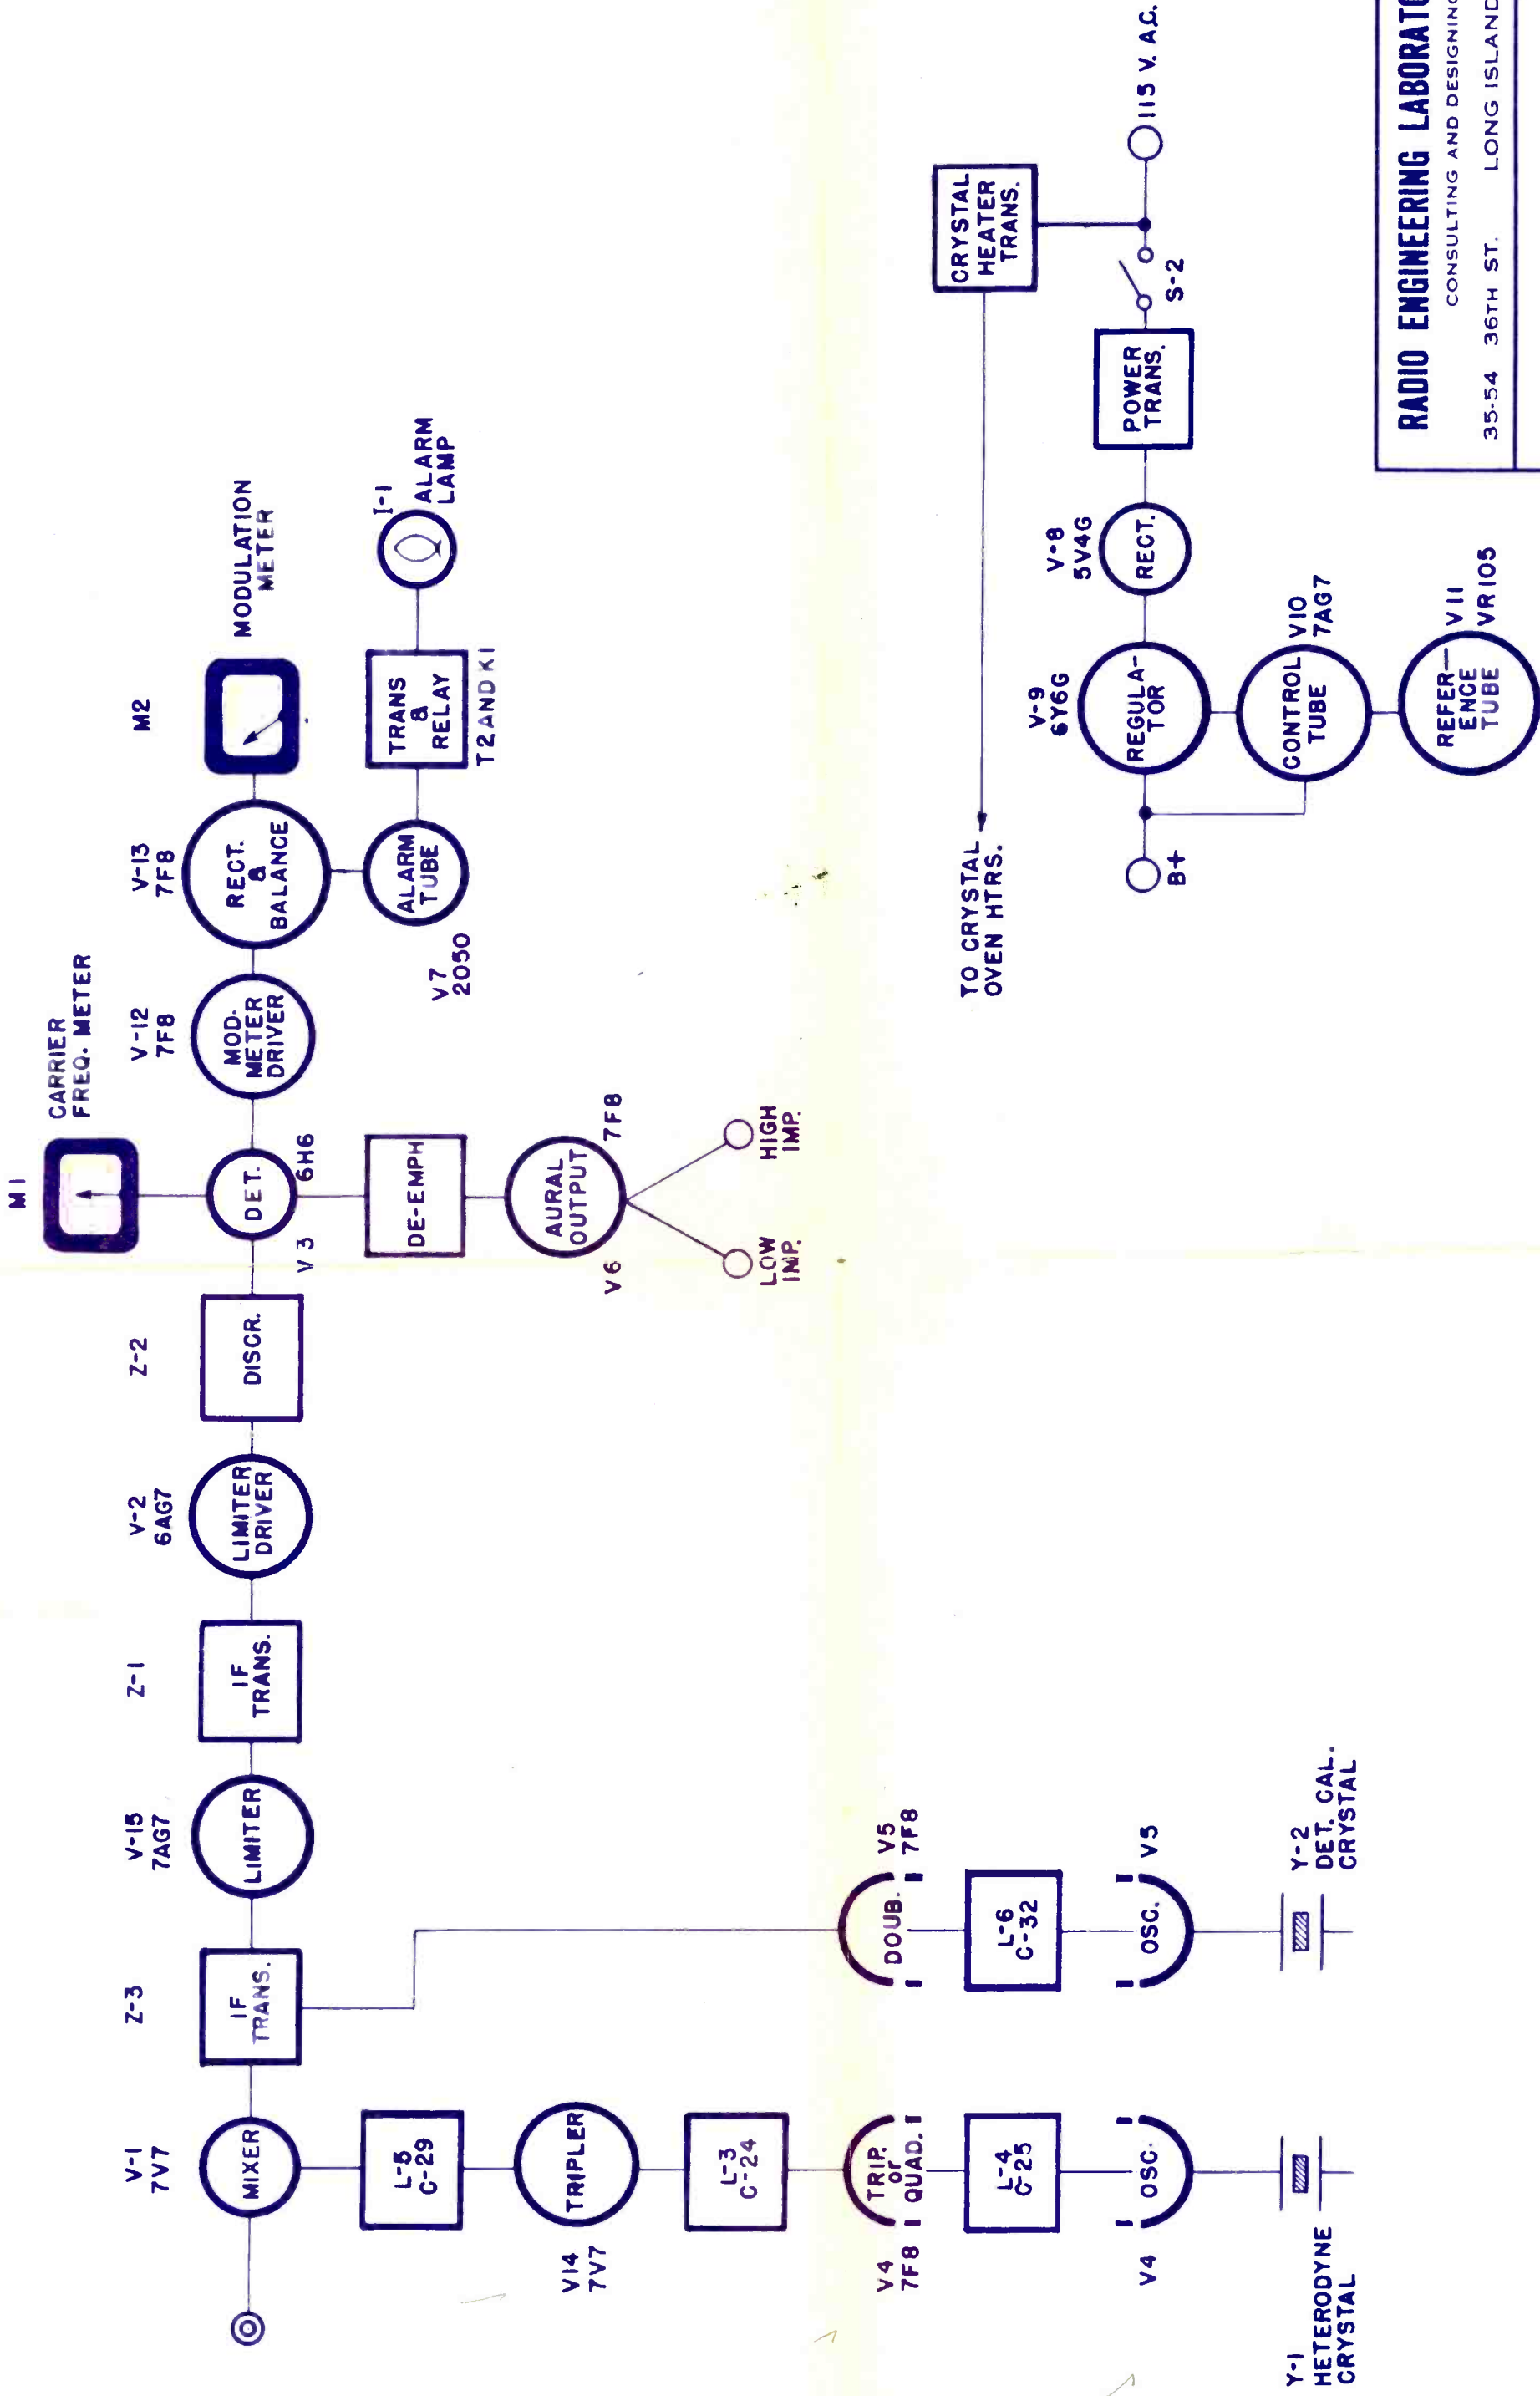 M1
CARRIER
FREQ. METER
M2
MODULATION
METER
V-1
7V7
MIXER
Z-3
IF
TRANS.
V-15
7AG7
LIMITER
Z-1
IF
TRANS.
V-2
6AG7
LIMITER
DRIVER
Z-2
DISCR.
DET.
V3
6H6
V-12
7F8
MOD.
METER
DRIVER
V-13
7F8
RECT.
&
BALANCE
ALARM
TUBE
V7
2050
TRANS
&
RELAY
T2 AND K1
I-1
ALARM
LAMP
DE-EMPH
AURAL
OUTPUT
V6
7F8
LOW
IMP.
HIGH
IMP.
L-5
C-29
TRIPLER
V14
7V7
L-3
C-24
TRIP.
or
QUAD.
V4
7F8
L-4
C-25
OSC.
V4
Y-1
HETERODYNE
CRYSTAL
DOUB.
V5
7F8
L-6
C-32
OSC.
V5
Y-2
DET. CAL.
CRYSTAL
TO CRYSTAL
OVEN HTRS.
CRYSTAL
HEATER
TRANS.
B+
V-9
6Y6G
REGULA-
TOR
V-8
5V4G
RECT.
POWER
TRANS.
S-2
115 V. A.C.
CONTROL
TUBE
V10
7AG7
REFER-
ENCE
TUBE
V11
VR105
RADIO ENGINEERING LABORATO
CONSULTING AND DESIGNING
35-54 36TH ST. LONG ISLAND